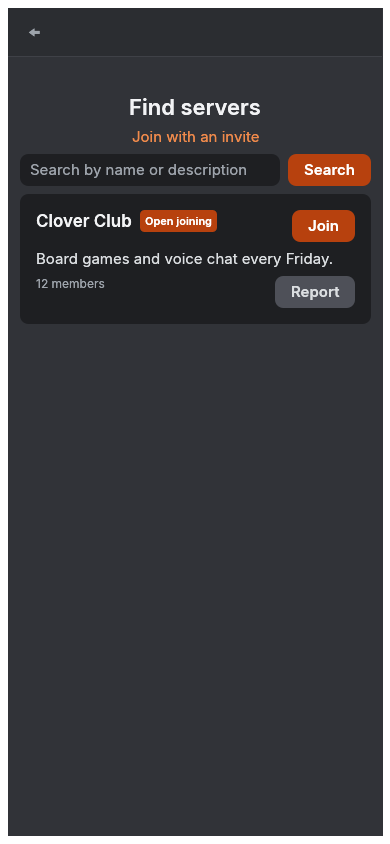 Find servers
Join with an invite
Search by name or description
Search
Clover Club
Open joining
Join
Board games and voice chat every Friday.
12 members
Report